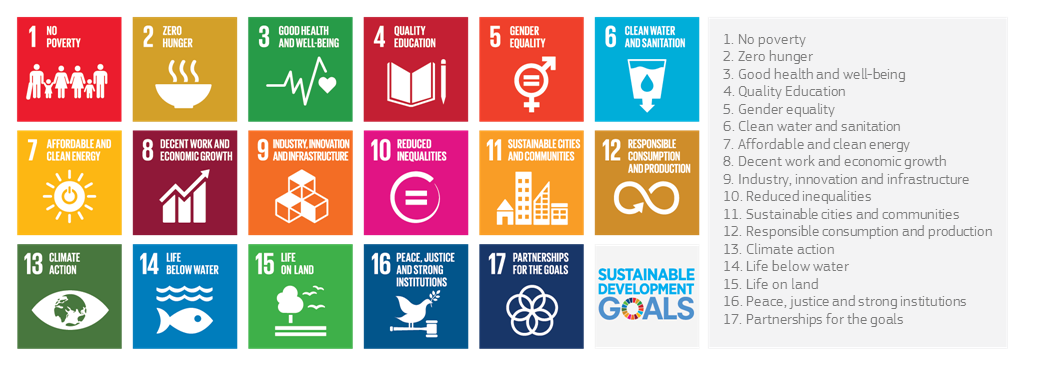 1 NO
POVERTY
2 ZERO
HUNGER
3 GOOD HEALTH
AND WELL-BEING
4 QUALITY
EDUCATION
5 GENDER
EQUALITY
6 CLEAN WATER
AND SANITATION
7 AFFORDABLE AND
CLEAN ENERGY
8 DECENT WORK AND
ECONOMIC GROWTH
9 INDUSTRY, INNOVATION
AND INFRASTRUCTURE
10 REDUCED
INEQUALITIES
11 SUSTAINABLE CITIES
AND COMMUNITIES
12 RESPONSIBLE
CONSUMPTION
AND PRODUCTION
13 CLIMATE
ACTION
14 LIFE
BELOW WATER
15 LIFE
ON LAND
16 PEACE, JUSTICE
AND STRONG
INSTITUTIONS
17 PARTNERSHIPS
FOR THE GOALS
SUSTAINABLE
DEVELOPMENT
GOALS
1. No poverty
2. Zero hunger
3. Good health and well-being
4. Quality Education
5. Gender equality
6. Clean water and sanitation
7. Affordable and clean energy
8. Decent work and economic growth
9. Industry, innovation and infrastructure
10. Reduced inequalities
11. Sustainable cities and communities
12. Responsible consumption and production
13. Climate action
14. Life below water
15. Life on land
16. Peace, justice and strong institutions
17. Partnerships for the goals